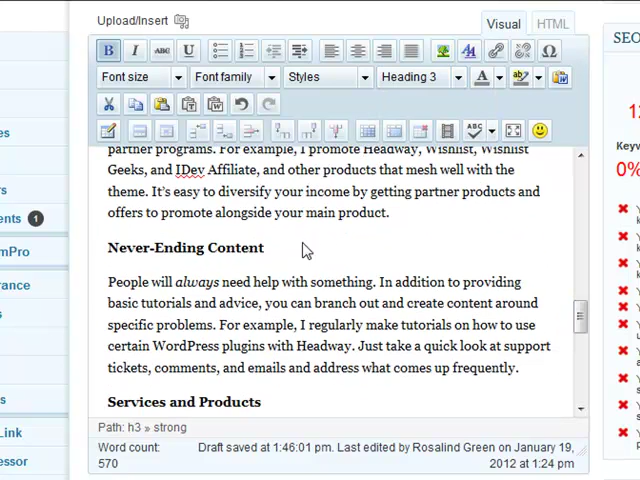 Upload/Insert
Visual
HTML
SEO
B I ABC U
Font size
Font family
Styles
Heading 3
A
ABC
partner programs. For example, I promote Headway, Wishlist, Wishlist
Geeks, and IDev Affiliate, and other products that mesh well with the
theme. It's easy to diversify your income by getting partner products and
offers to promote alongside your main product.
Never-Ending Content
People will always need help with something. In addition to providing
basic tutorials and advice, you can branch out and create content around
specific problems. For example, I regularly make tutorials on how to use
certain WordPress plugins with Headway. Just take a quick look at support
tickets, comments, and emails and address what comes up frequently.
Services and Products
Path: h3 » strong
Word count: 570
Draft saved at 1:46:01 pm. Last edited by Rosalind Green on January 19,
2012 at 1:24 pm
es
rs
ents 1
mPro
rance
s
s
Link
essor
Keyw
0%